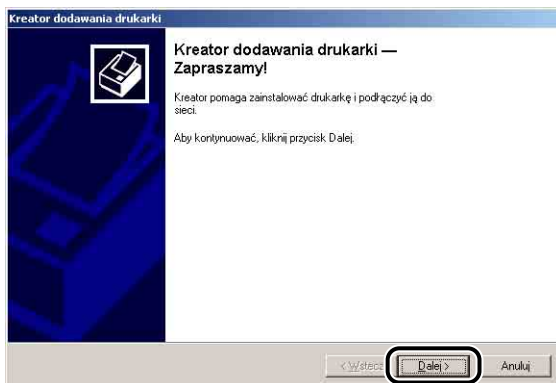 Kreator dodawania drukarki
Kreator dodawania drukarki —
Zapraszamy!
Kreator pomaga zainstalować drukarkę i podłączyć ją do
sieci.
Aby kontynuować, kliknij przycisk Dalej.
< Wstecz
Dalej >
Anuluj